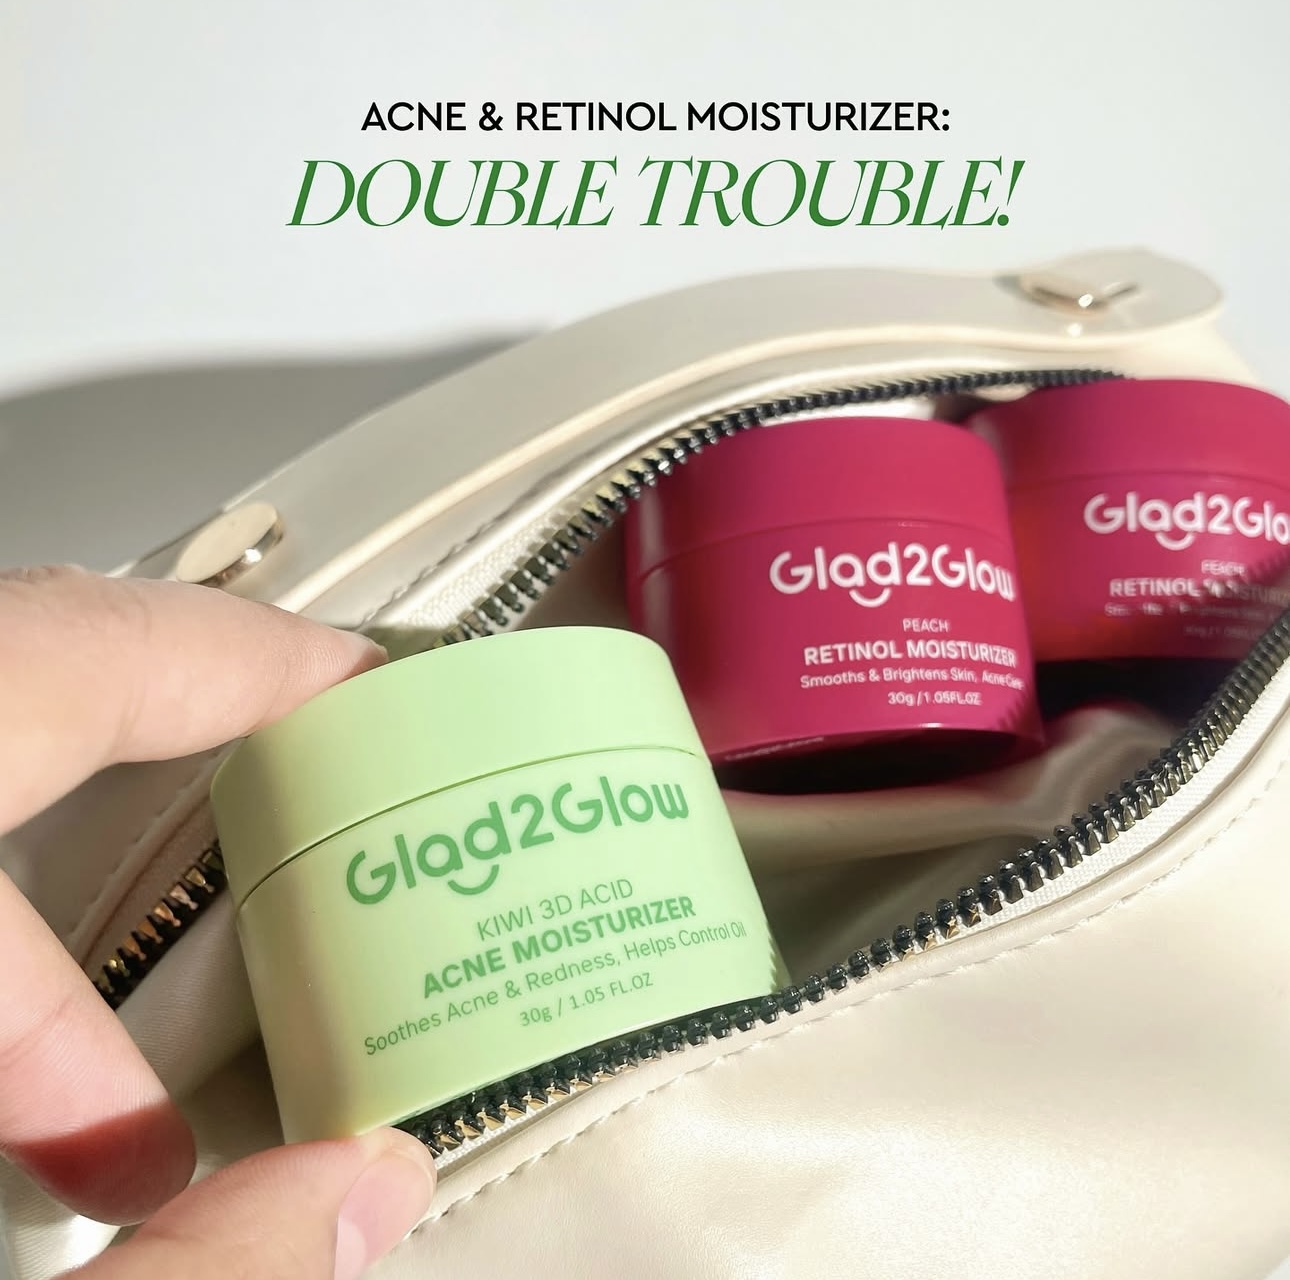 ACNE & RETINOL MOISTURIZER:
DOUBLE TROUBLE!
Glad2Glow
PEACH
RETINOL MOISTURIZER
Smooths & Brightens Skin, Acne Care
30g / 1.05FL.OZ
Glad2Glo
PEACH
RETINOL
Glad2Glow
KIWI 3D ACID
ACNE MOISTURIZER
Soothes Acne & Redness, Helps Control Oil
30g / 1.05 FL.OZ